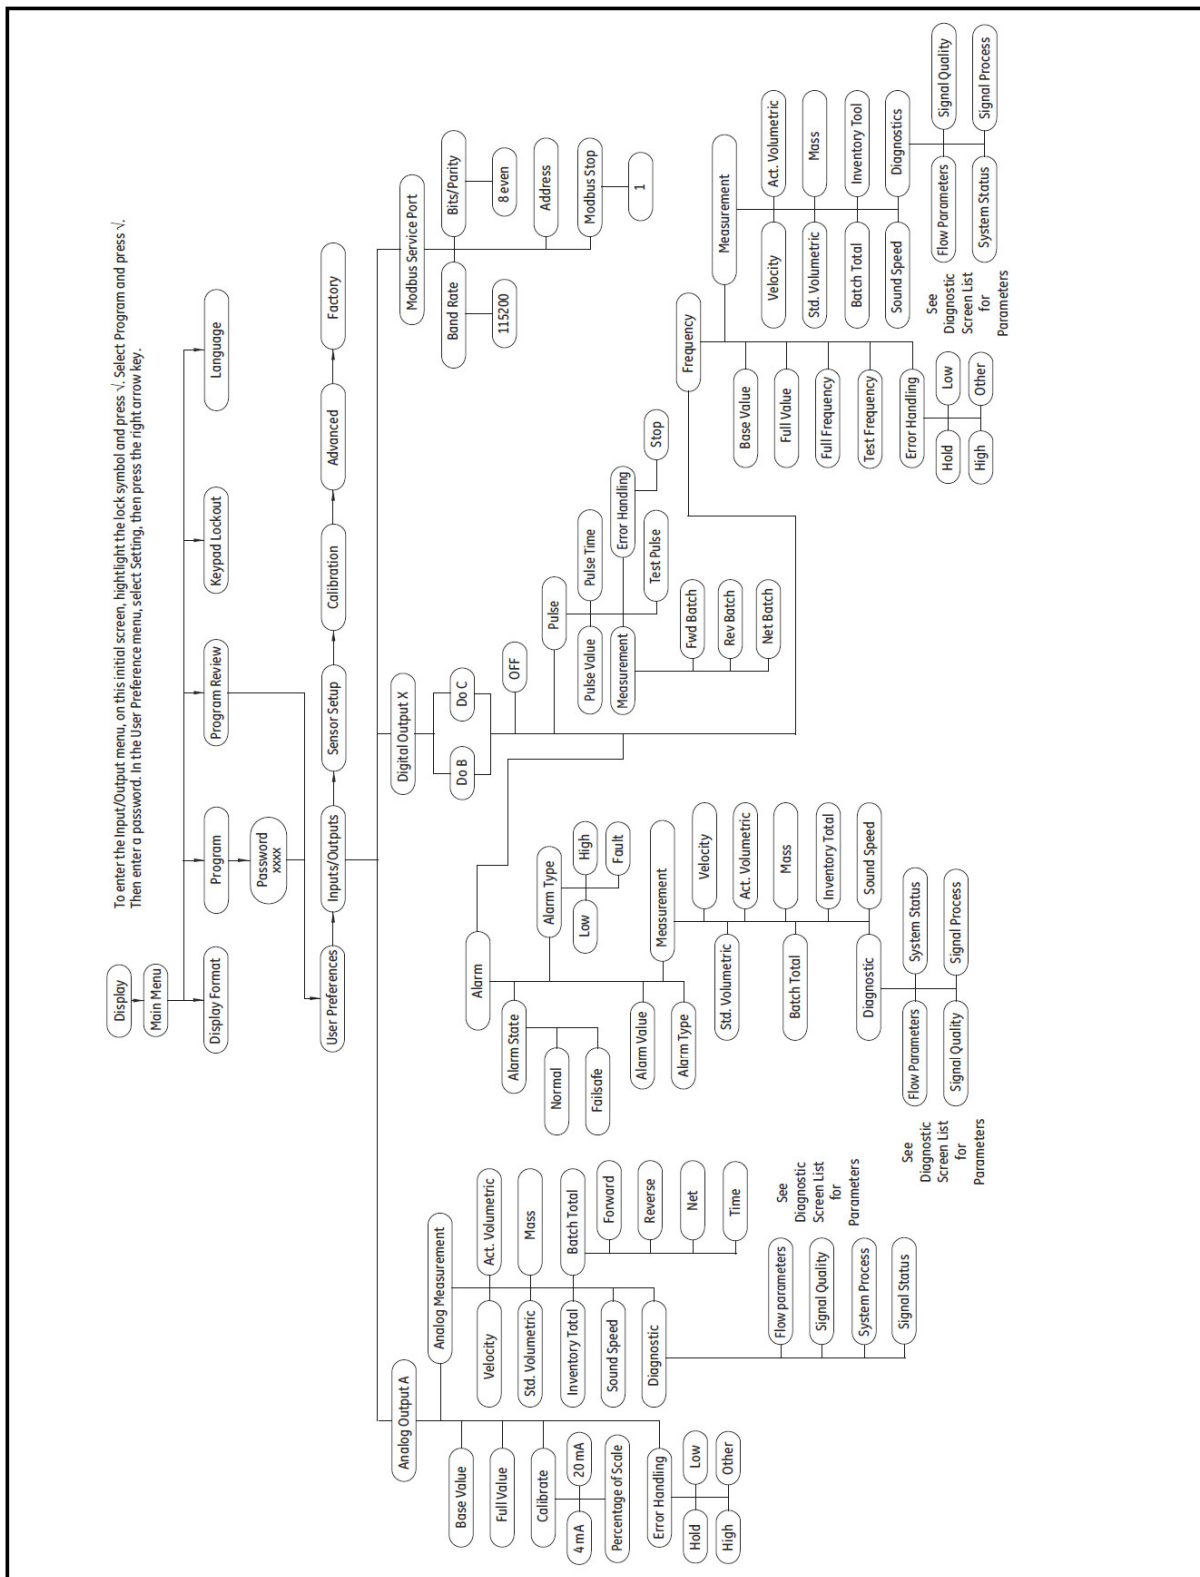 To enter the Input/Output menu, on this initial screen, hightlight the lock symbol and press √. Select Program and press √.
Then enter a password. In the User Preference menu, select Setting, then press the right arrow key.
Display
Main Menu
Display Format
Program
Program Review
Keypad Lockout
Language
Password
xxxx
User Preferences
Inputs/Outputs
Sensor Setup
Calibration
Advanced
Factory
Analog Output A
Base Value
Full Value
Calibrate
4 mA
20 mA
Percentage of Scale
Error Handling
Hold
Low
High
Other
Analog Measurement
Velocity
Act. Volumetric
Std. Volumetric
Mass
Inventory Total
Batch Total
Forward
Reverse
Net
Time
Sound Speed
Diagnostic
Flow parameters
Signal Quality
System Process
Signal Status
See
Diagnostic
Screen List
for
Parameters
Digital Output X
Do B
Do C
OFF
Alarm
Alarm State
Normal
Failsafe
Alarm Type
Low
High
Fault
Alarm Value
Alarm Type
Measurement
Velocity
Std. Volumetric
Act. Volumetric
Mass
Batch Total
Inventory Total
Sound Speed
Diagnostic
Flow Parameters
System Status
Signal Quality
Signal Process
See
Diagnostic
Screen List
for
Parameters
Pulse
Pulse Value
Pulse Time
Measurement
Error Handling
Stop
Test Pulse
Fwd Batch
Rev Batch
Net Batch
Frequency
Base Value
Full Value
Full Frequency
Test Frequency
Error Handling
Hold
Low
High
Other
Measurement
Velocity
Act. Volumetric
Std. Volumetric
Mass
Batch Total
Inventory Tool
Sound Speed
Diagnostics
Flow Parameters
Signal Quality
System Status
Signal Process
See
Diagnostic
Screen List
for
Parameters
Modbus Service Port
Band Rate
115200
Bits/Parity
8 even
Address
Modbus Stop
1